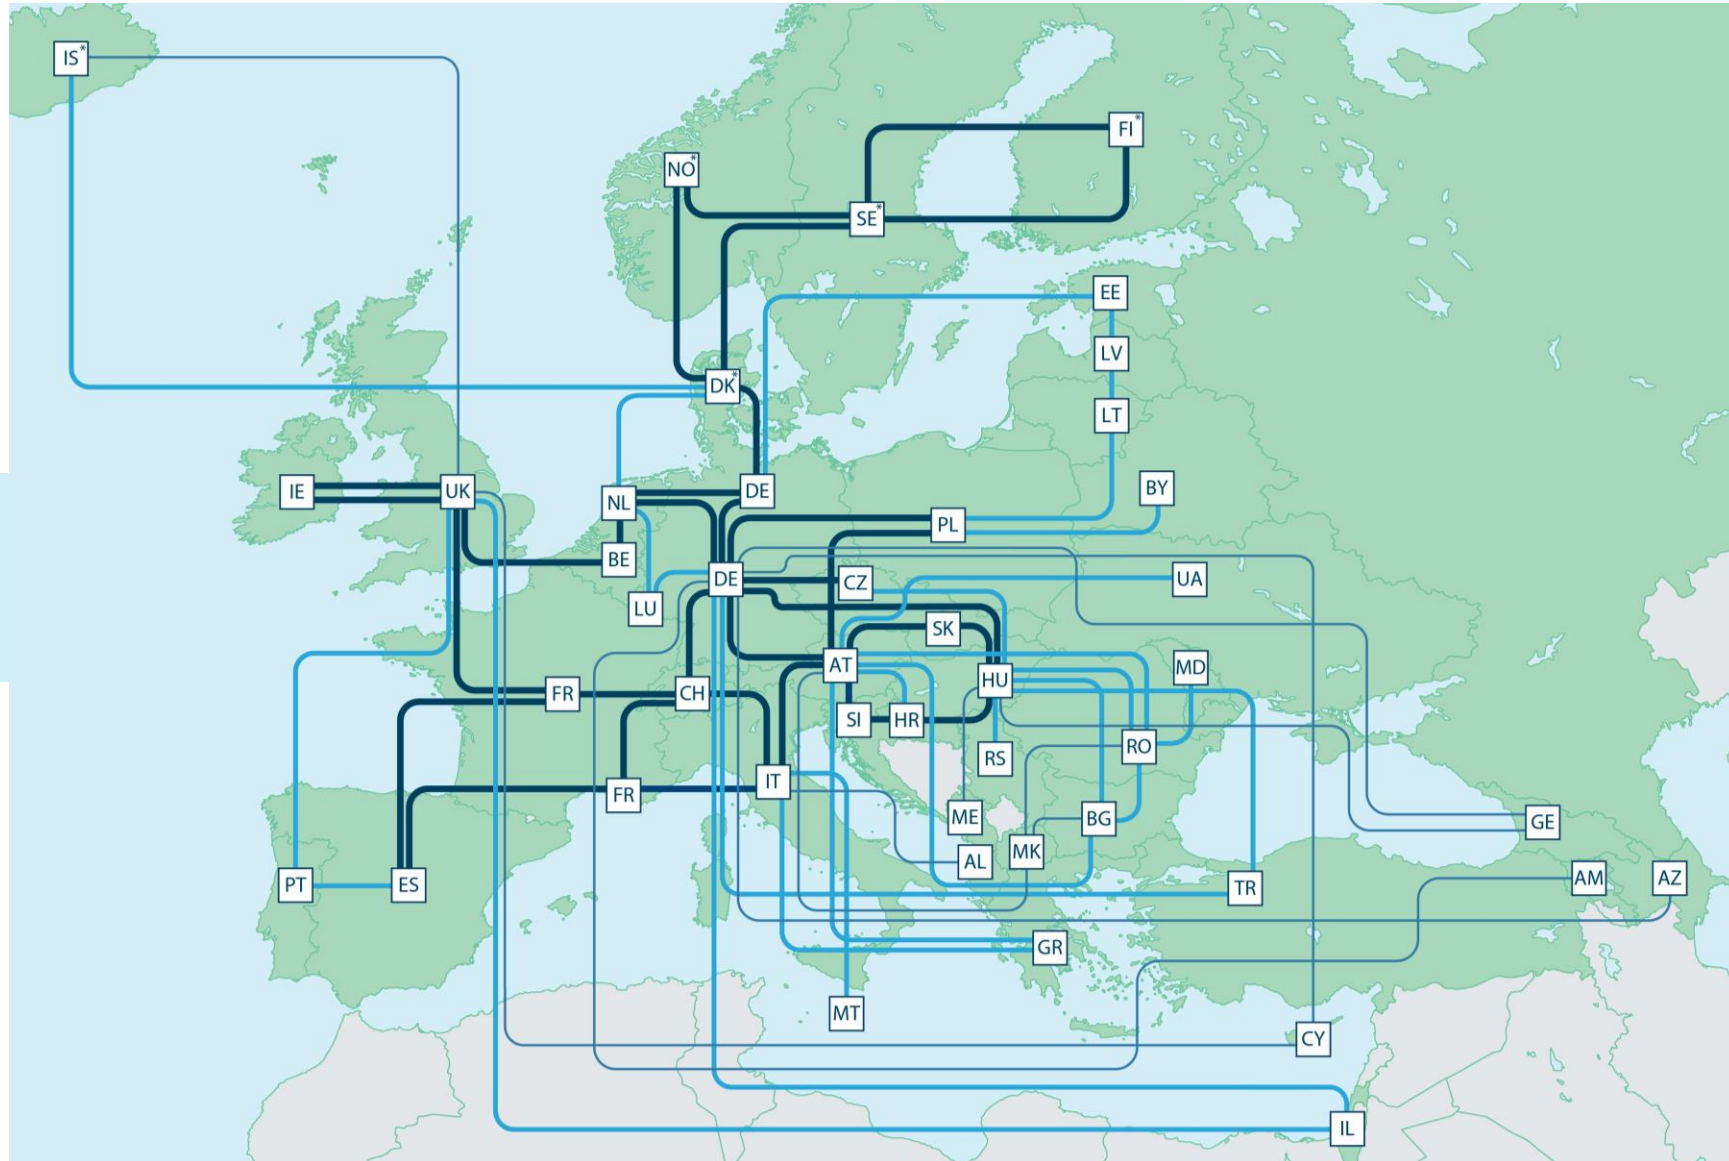 IS*
FI*
NO*
SE*
EE
LV
DK*
LT
IE
UK
NL
DE
BY
PL
BE
DE
CZ
UA
LU
SK
AT
MD
HU
FR
CH
SI
HR
RO
RS
IT
FR
ME
BG
GE
MK
AL
PT
ES
TR
AM
AZ
GR
MT
CY
IL